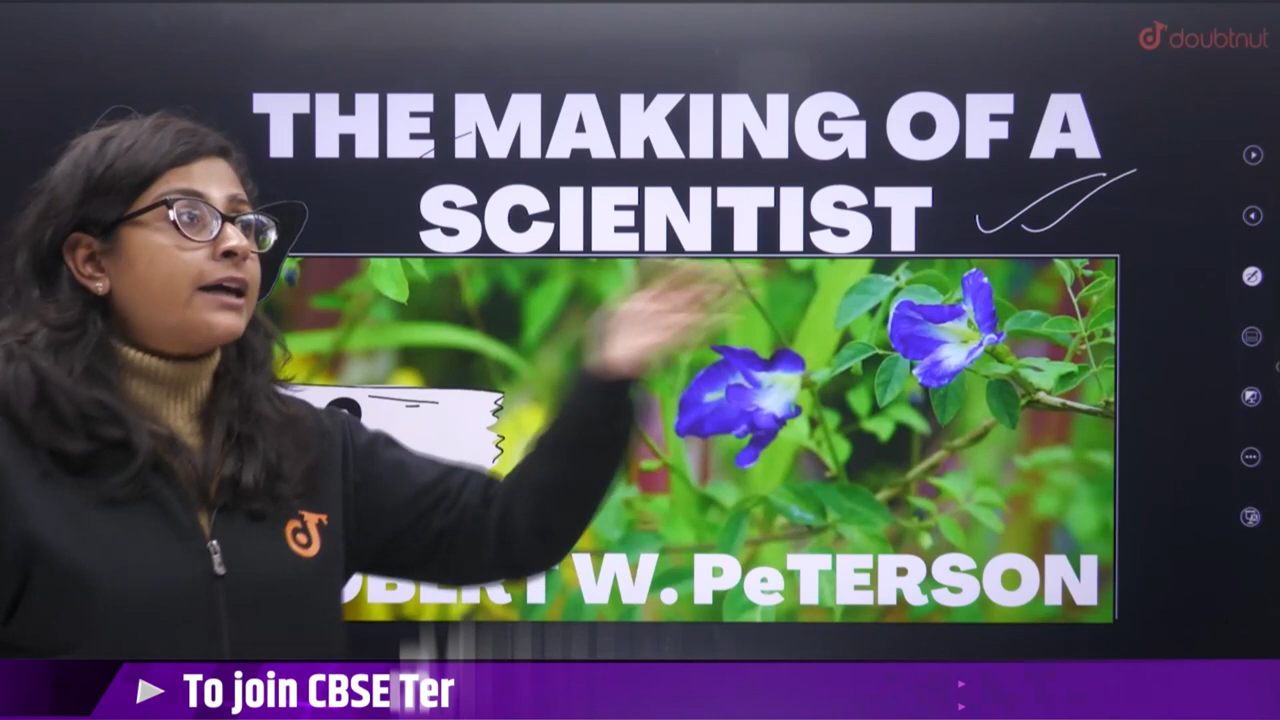 doubtnut
THE MAKING OF A
SCIENTIST
W. PeTERSON
To join CBSE Ter